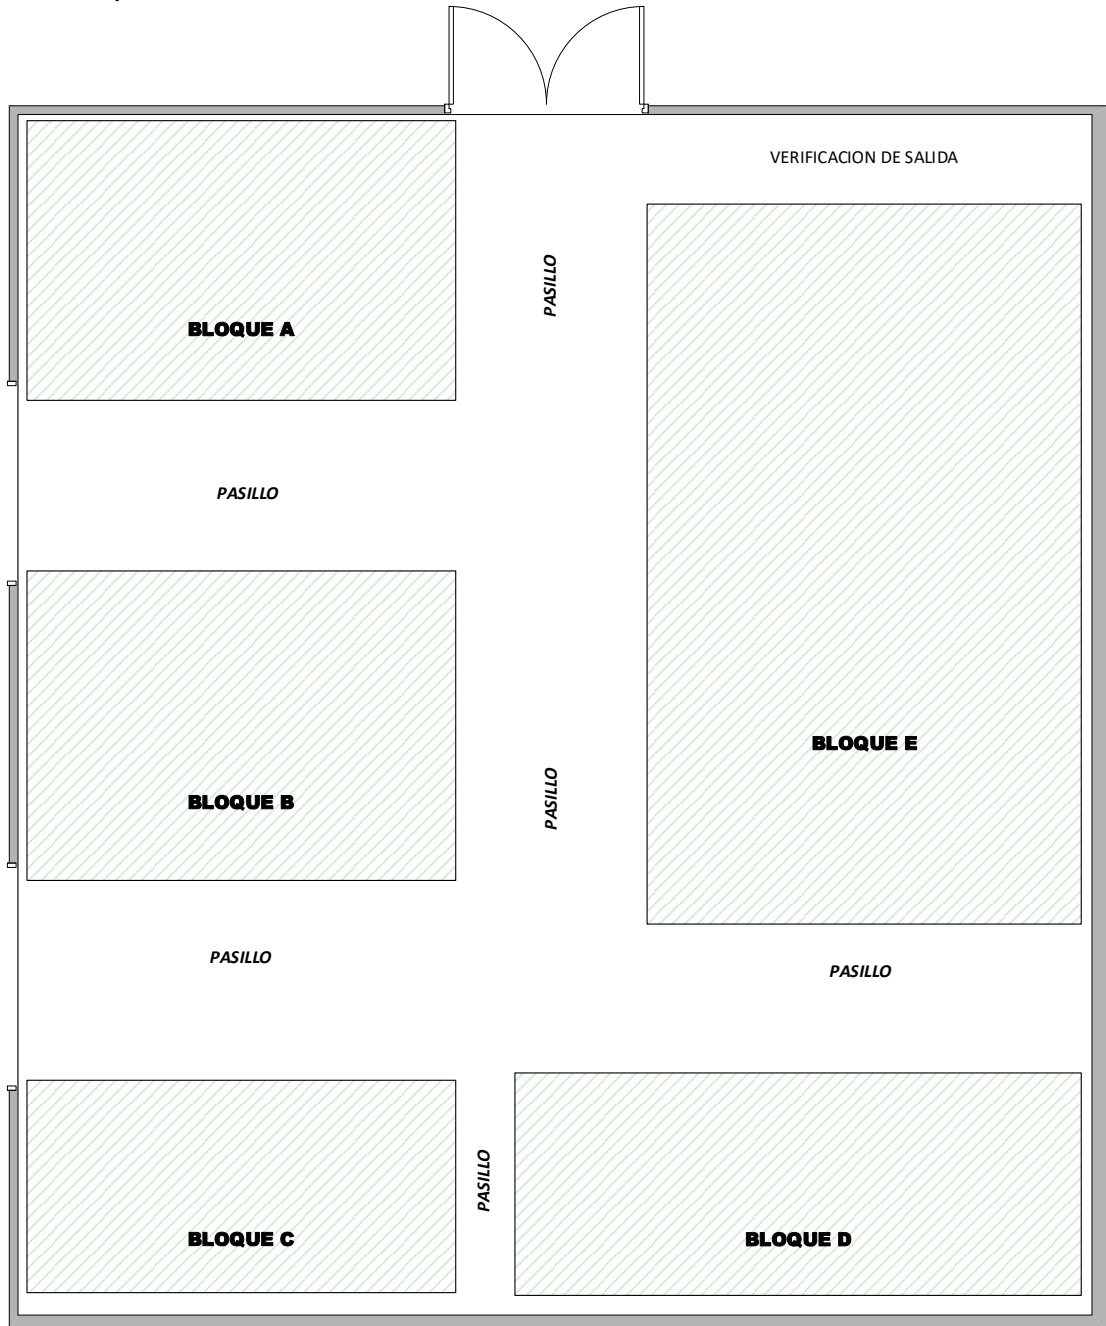 VERIFICACION DE SALIDA
PASILLO
BLOQUE A
PASILLO
BLOQUE E
PASILLO
BLOQUE B
PASILLO
PASILLO
PASILLO
BLOQUE C
BLOQUE D